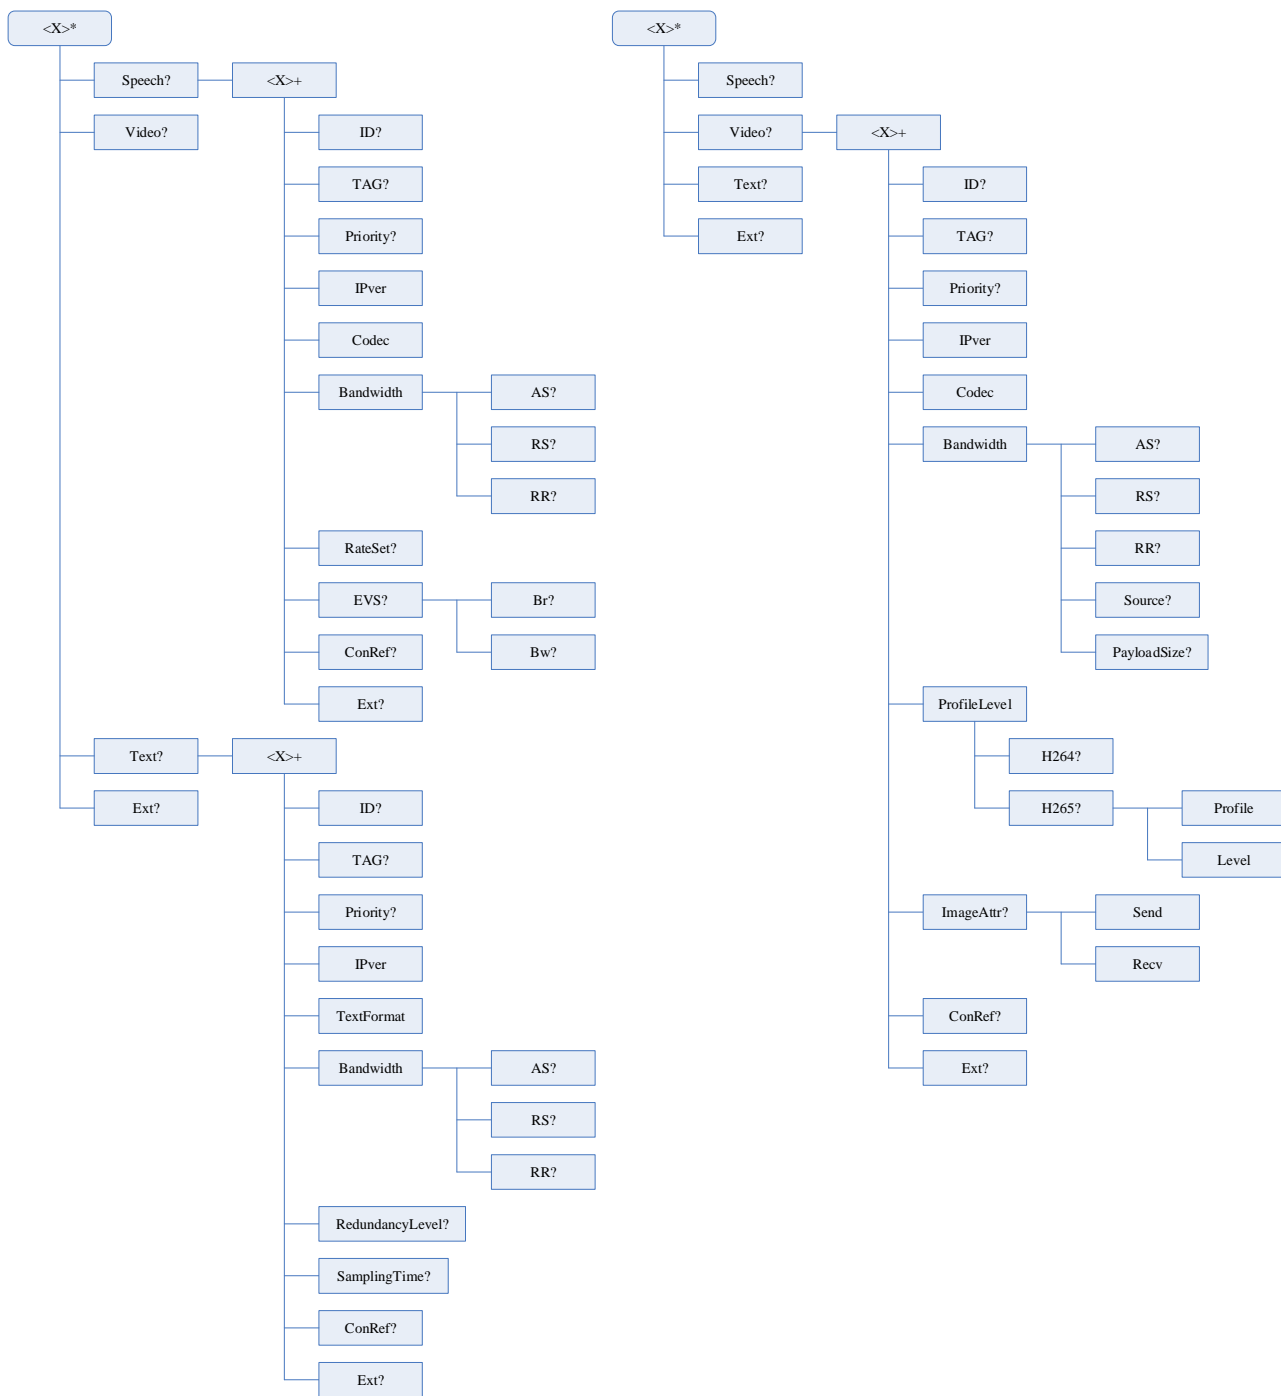 <X>*
Speech?
<X>+
Video?
ID?
TAG?
Priority?
IPver
Codec
Bandwidth
AS?
RS?
RR?
RateSet?
EVS?
Br?
ConRef?
Bw?
Ext?
Text?
<X>+
Ext?
ID?
TAG?
Priority?
IPver
TextFormat
Bandwidth
AS?
RS?
RR?
RedundancyLevel?
SamplingTime?
ConRef?
Ext?
<X>*
Speech?
Video?
<X>+
Text?
ID?
Ext?
TAG?
Priority?
IPver
Codec
Bandwidth
AS?
RS?
RR?
Source?
PayloadSize?
ProfileLevel
H264?
H265?
Profile
Level
ImageAttr?
Send
Recv
ConRef?
Ext?